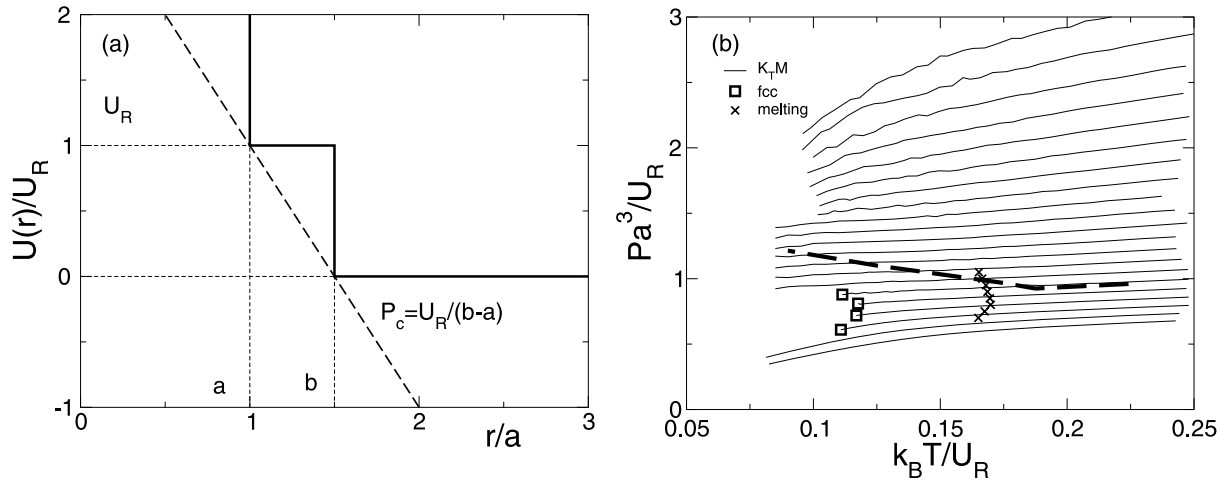 (a)
2
1
0
-1
U(r)/U_R
U_R
P_c=U_R/(b-a)
a
b
0
1
2
3
r/a
(b)
3
2
1
0
Pa^3/U_R
K_TM
fcc
melting
0.05
0.1
0.15
0.2
0.25
k_BT/U_R